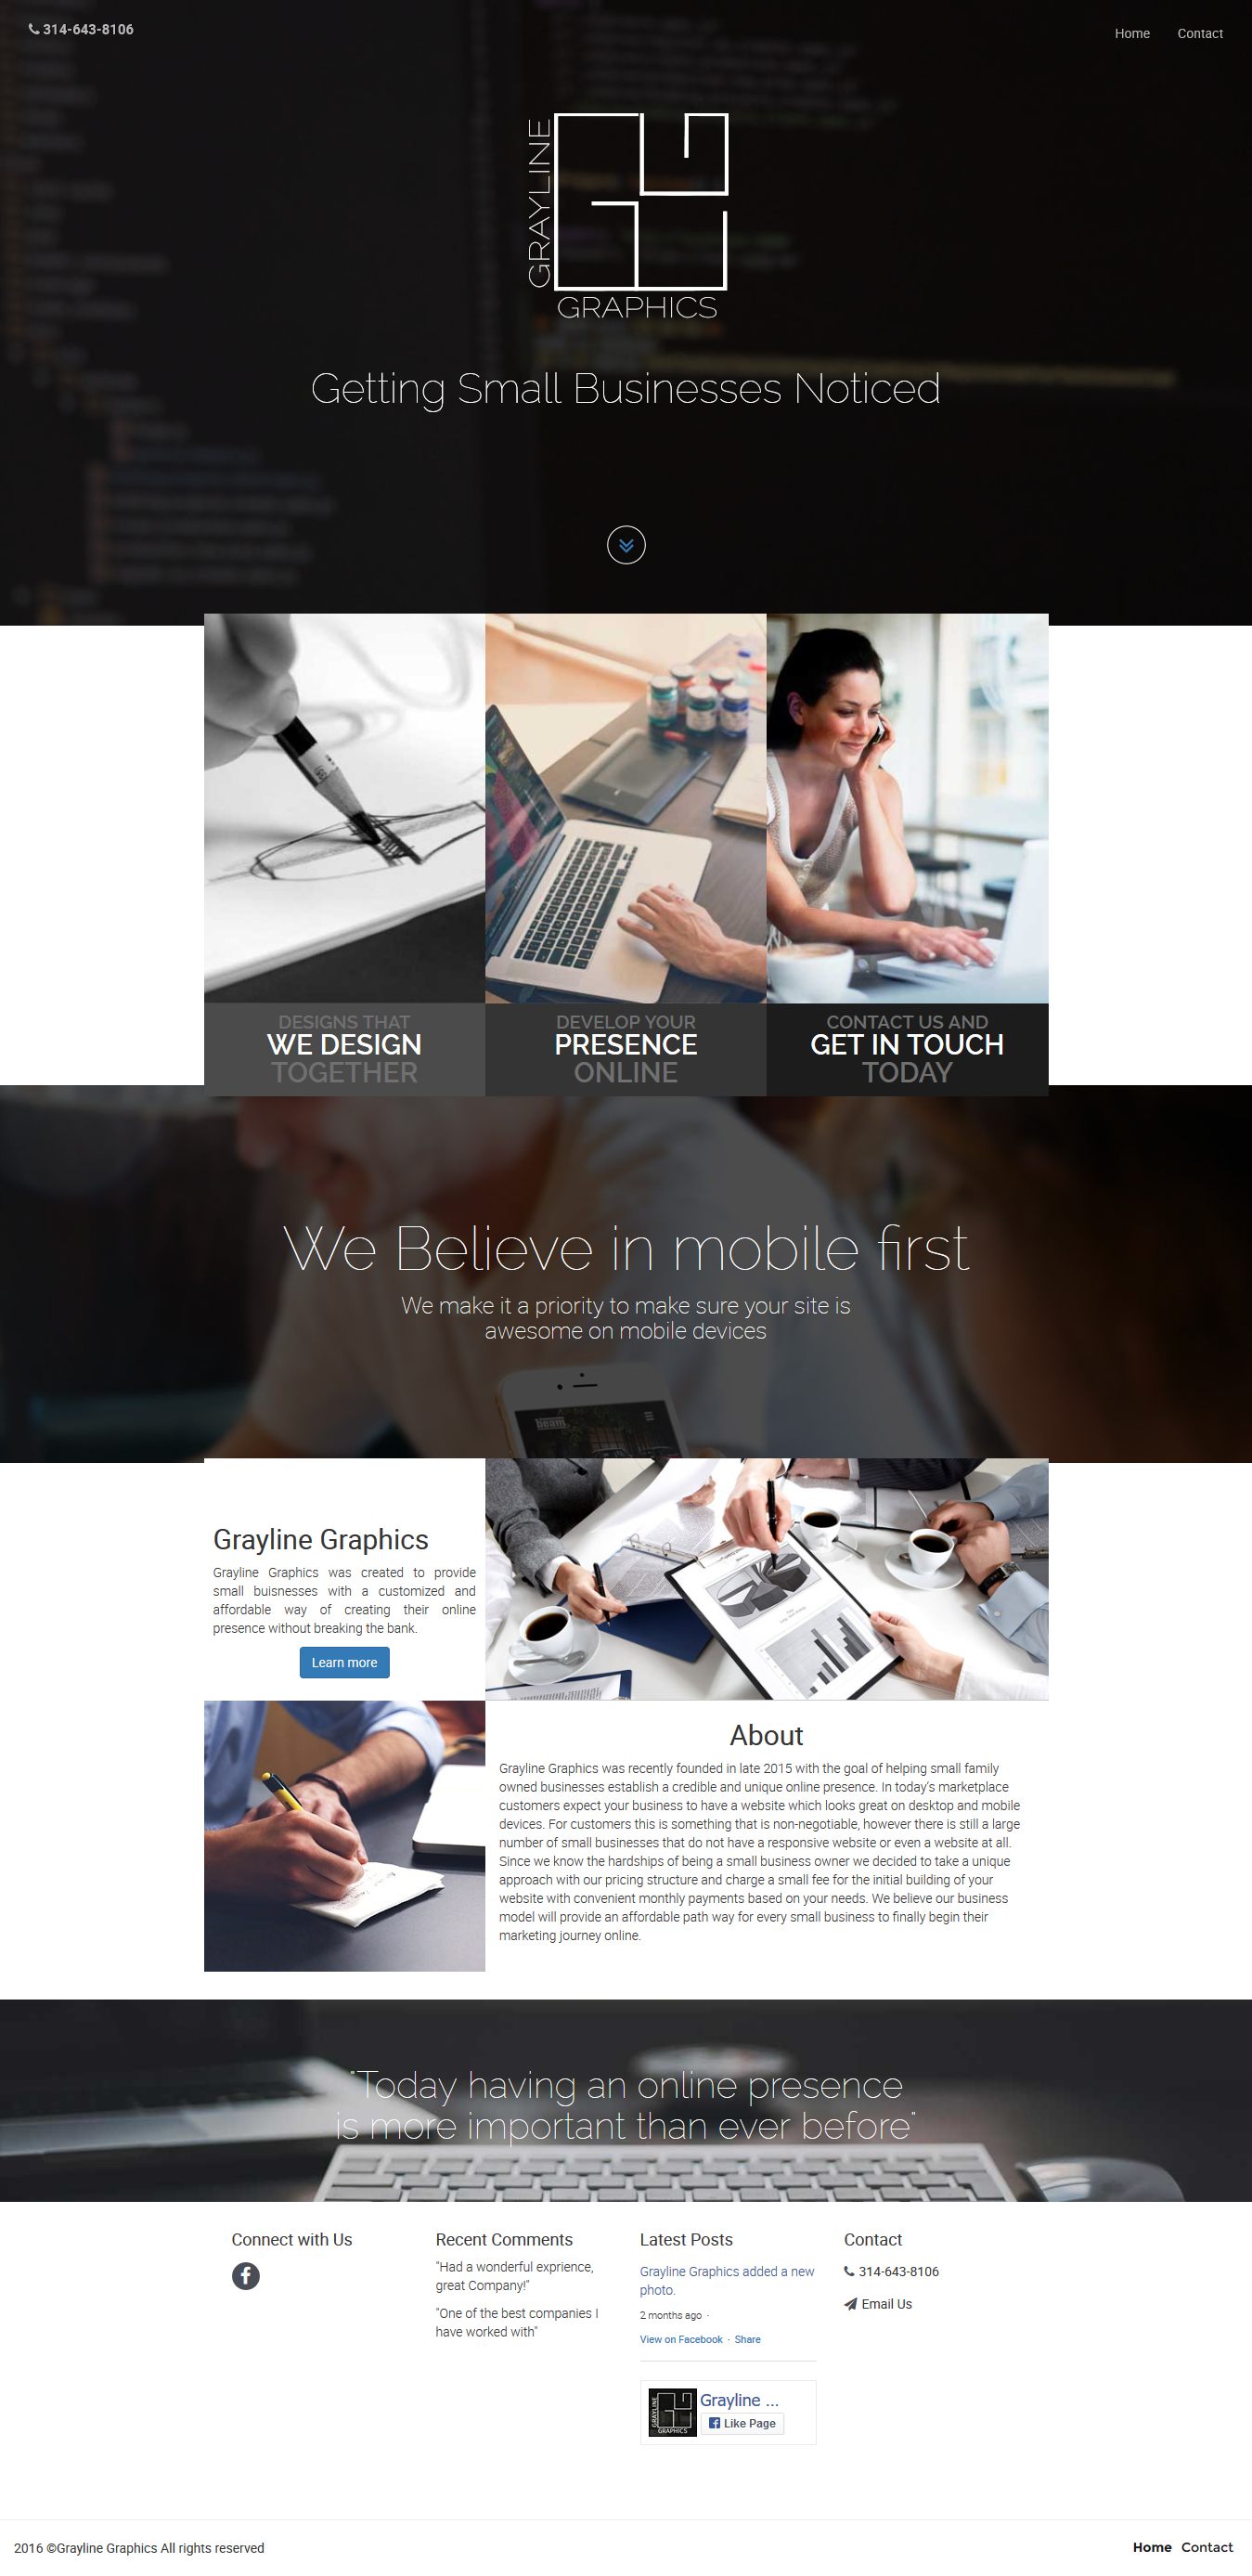 314-643-8106
Home Contact
GRAYLINE
GRAPHICS
Getting Small Businesses Noticed
DESIGNS THAT
WE DESIGN
TOGETHER
DEVELOP YOUR
PRESENCE
ONLINE
CONTACT US AND
GET IN TOUCH
TODAY
We Believe in mobile first
We make it a priority to make sure your site is
awesome on mobile devices
beam
Grayline Graphics
Grayline Graphics was created to provide
small buisnesses with a customized and
affordable way of creating their online
presence without breaking the bank.
Learn more
About
Grayline Graphics was recently founded in late 2015 with the goal of helping small family
owned businesses establish a credible and unique online presence. In today's marketplace
customers expect your business to have a website which looks great on desktop and mobile
devices. For customers this is something that is non-negotiable, however there is still a large
number of small businesses that do not have a responsive website or even a website at all.
Since we know the hardships of being a small business owner we decided to take a unique
approach with our pricing structure and charge a small fee for the initial building of your
website with convenient monthly payments based on your needs. We believe our business
model will provide an affordable path way for every small business to finally begin their
marketing journey online.
"Today having an online presence
is more important than ever before"
Connect with Us
Recent Comments
"Had a wonderful exprience,
great Company!"
"One of the best companies I
have worked with"
Latest Posts
Grayline Graphics added a new
photo.
2 months ago ·
View on Facebook · Share
GRAYLINE
GRAPHICS
Grayline ...
Like Page
Contact
314-643-8106
Email Us
2016 ©Grayline Graphics All rights reserved
Home Contact